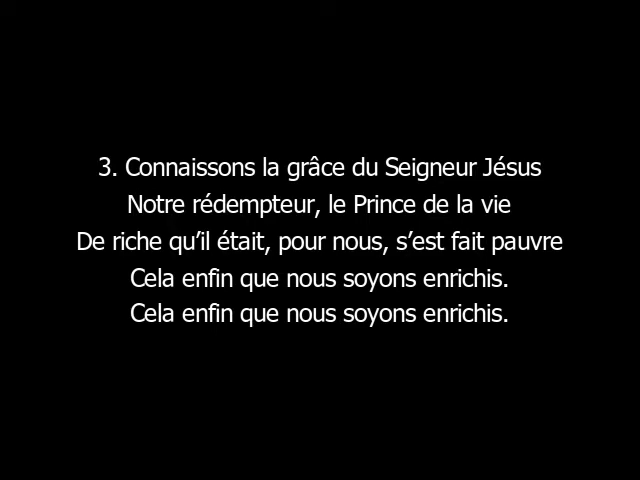 3. Connaissons la grâce du Seigneur Jésus
Notre rédempteur, le Prince de la vie
De riche qu’il était, pour nous, s’est fait pauvre
Cela enfin que nous soyons enrichis.
Cela enfin que nous soyons enrichis.